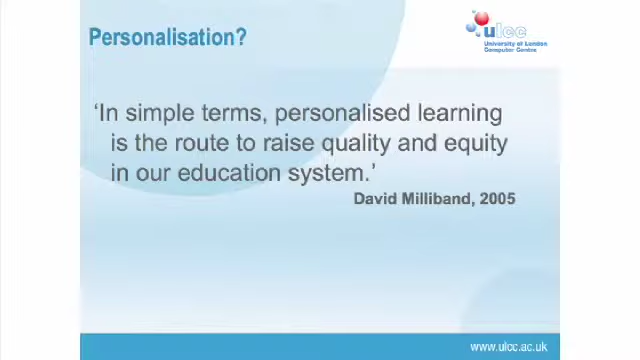 Personalisation?
ulcc
University of London
Computer Centre
‘In simple terms, personalised learning
is the route to raise quality and equity
in our education system.’
David Milliband, 2005
www.ulcc.ac.uk